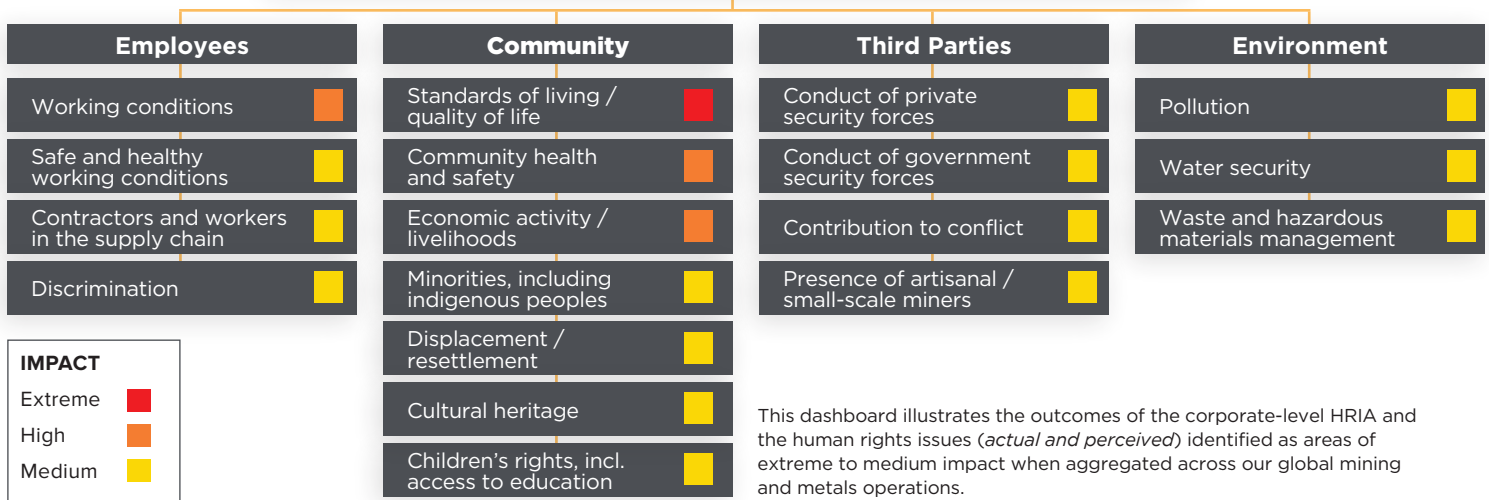 Employees
Working conditions
Safe and healthy
working conditions
Contractors and workers
in the supply chain
Discrimination
Community
Standards of living /
quality of life
Community health
and safety
Economic activity /
livelihoods
Minorities, including
indigenous peoples
Displacement /
resettlement
Cultural heritage
Children's rights, incl.
access to education
Third Parties
Conduct of private
security forces
Conduct of government
security forces
Contribution to conflict
Presence of artisanal /
small-scale miners
Environment
Pollution
Water security
Waste and hazardous
materials management
IMPACT
Extreme
High
Medium
This dashboard illustrates the outcomes of the corporate-level HRIA and
the human rights issues (actual and perceived) identified as areas of
extreme to medium impact when aggregated across our global mining
and metals operations.